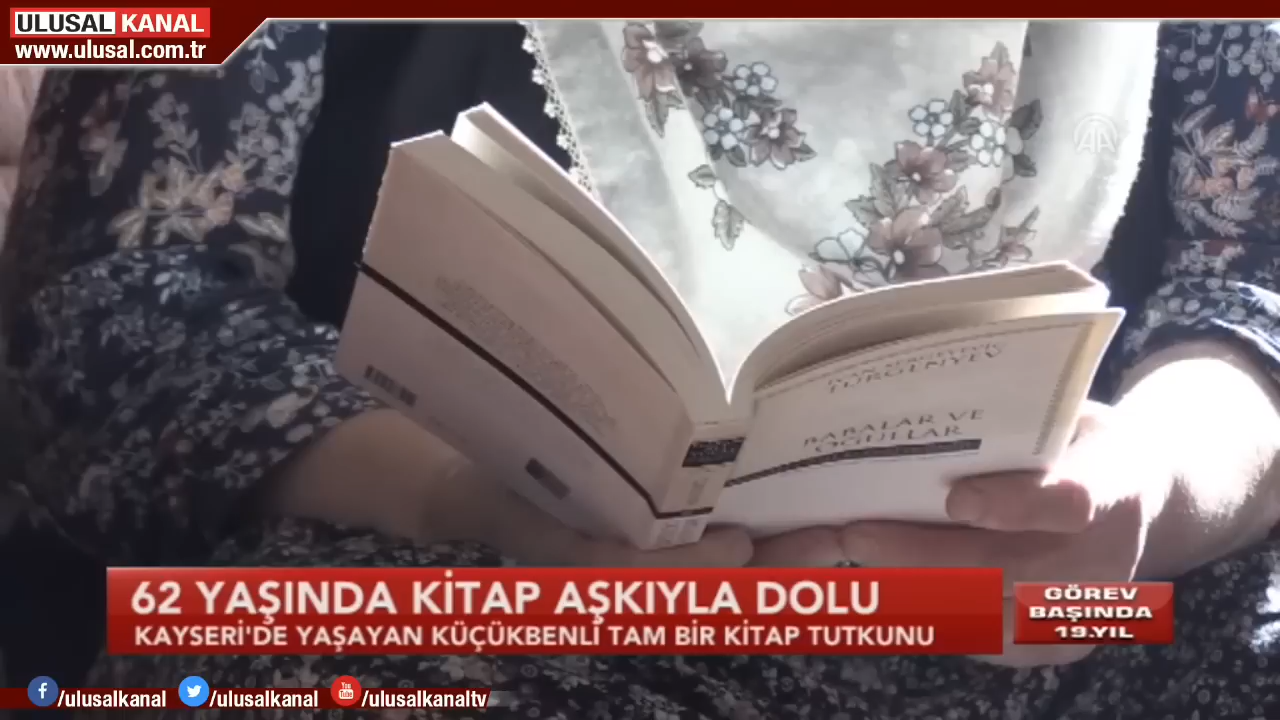 ULUSAL KANAL
www.ulusal.com.tr
AA
TURGENYEV
BABALAR VE
OĞULLAR
62 YAŞINDA KİTAP AŞKIYLA DOLU
KAYSERİ'DE YAŞAYAN KÜÇÜKBENLİ TAM BİR KİTAP TUTKUNU
GÖREV
BAŞINDA
19.YIL
/ulusalkanal
/ulusalkanal
/ulusalkanaltv